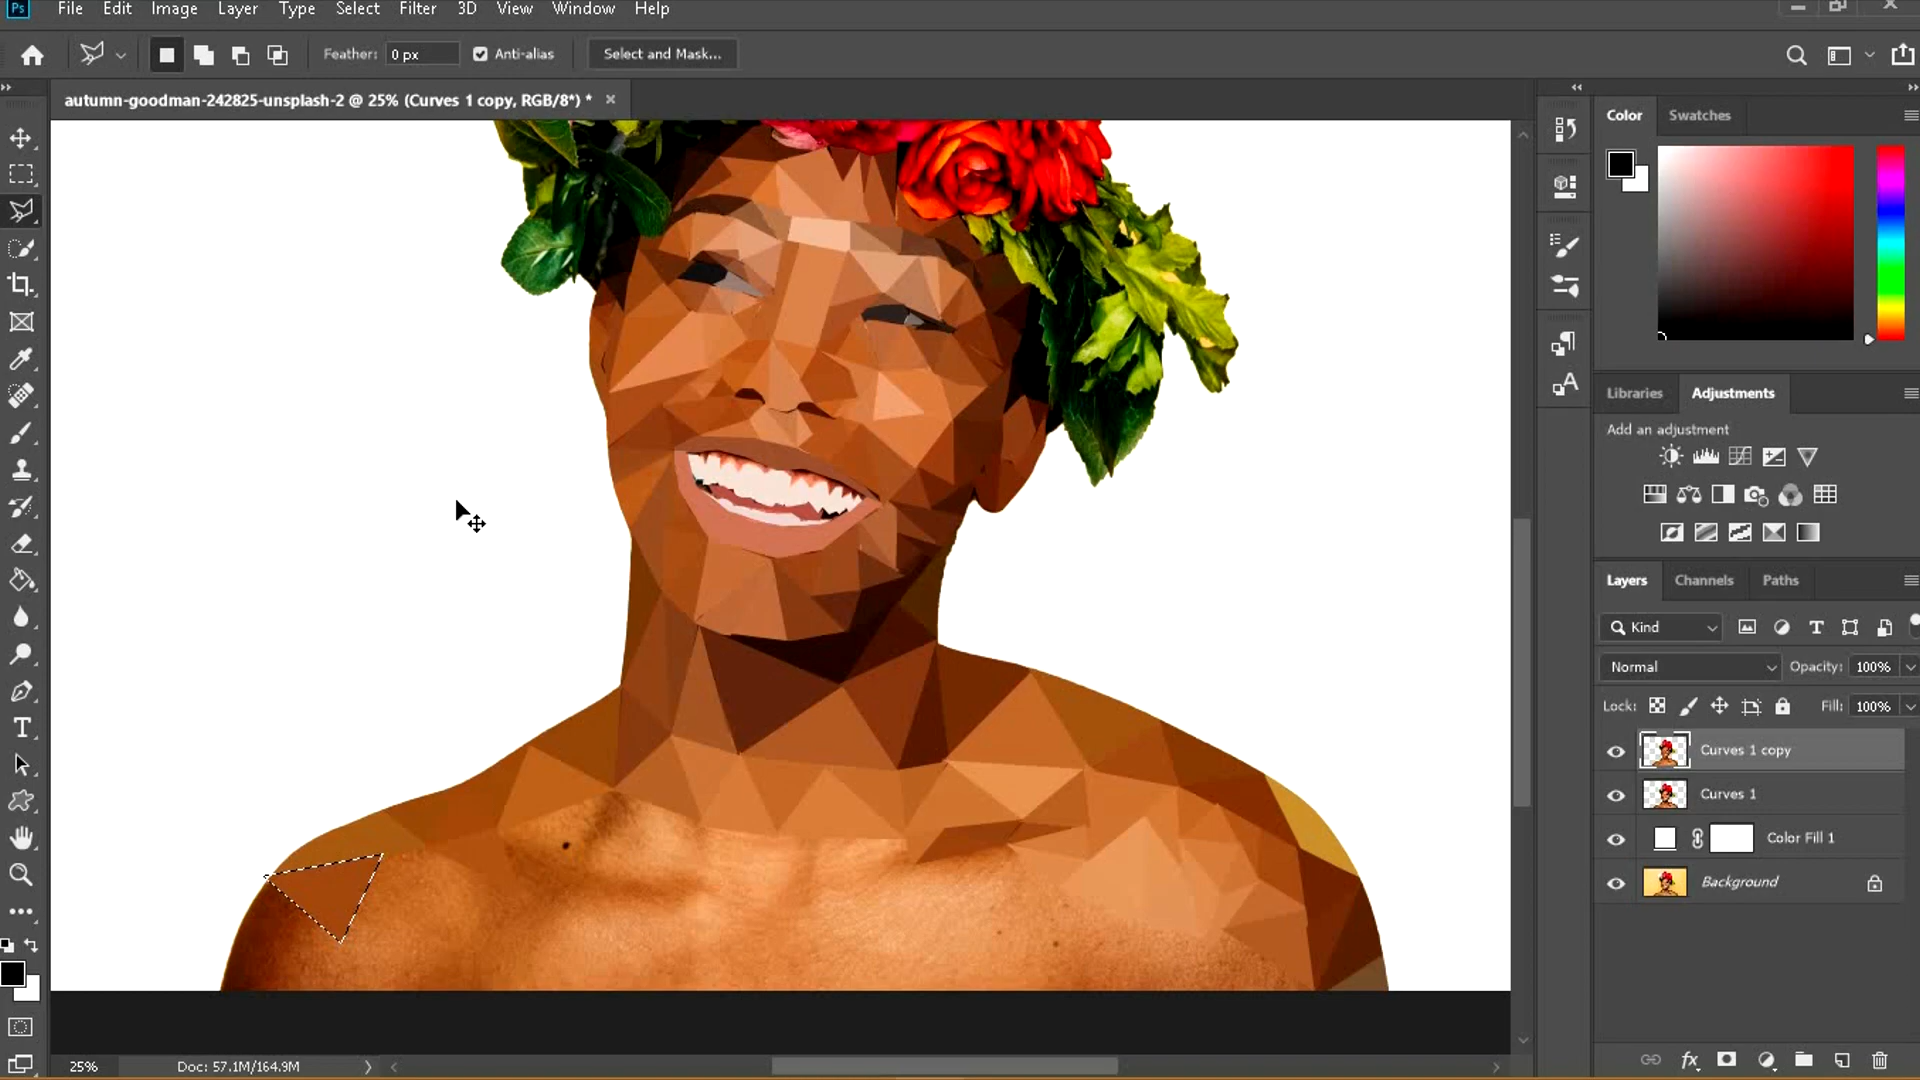 Ps File Edit Image Layer Type Select Filter 3D View Window Help
Feather: 0 px Anti-alias Select and Mask...
autumn-goodman-242825-unsplash-2 @ 25% (Curves 1 copy, RGB/8*) *
Color Swatches
Libraries Adjustments
Add an adjustment
Layers Channels Paths
Kind
Normal Opacity: 100%
Lock: Fill: 100%
Curves 1 copy
Curves 1
Color Fill 1
Background
25% Doc: 57.1M/164.9M